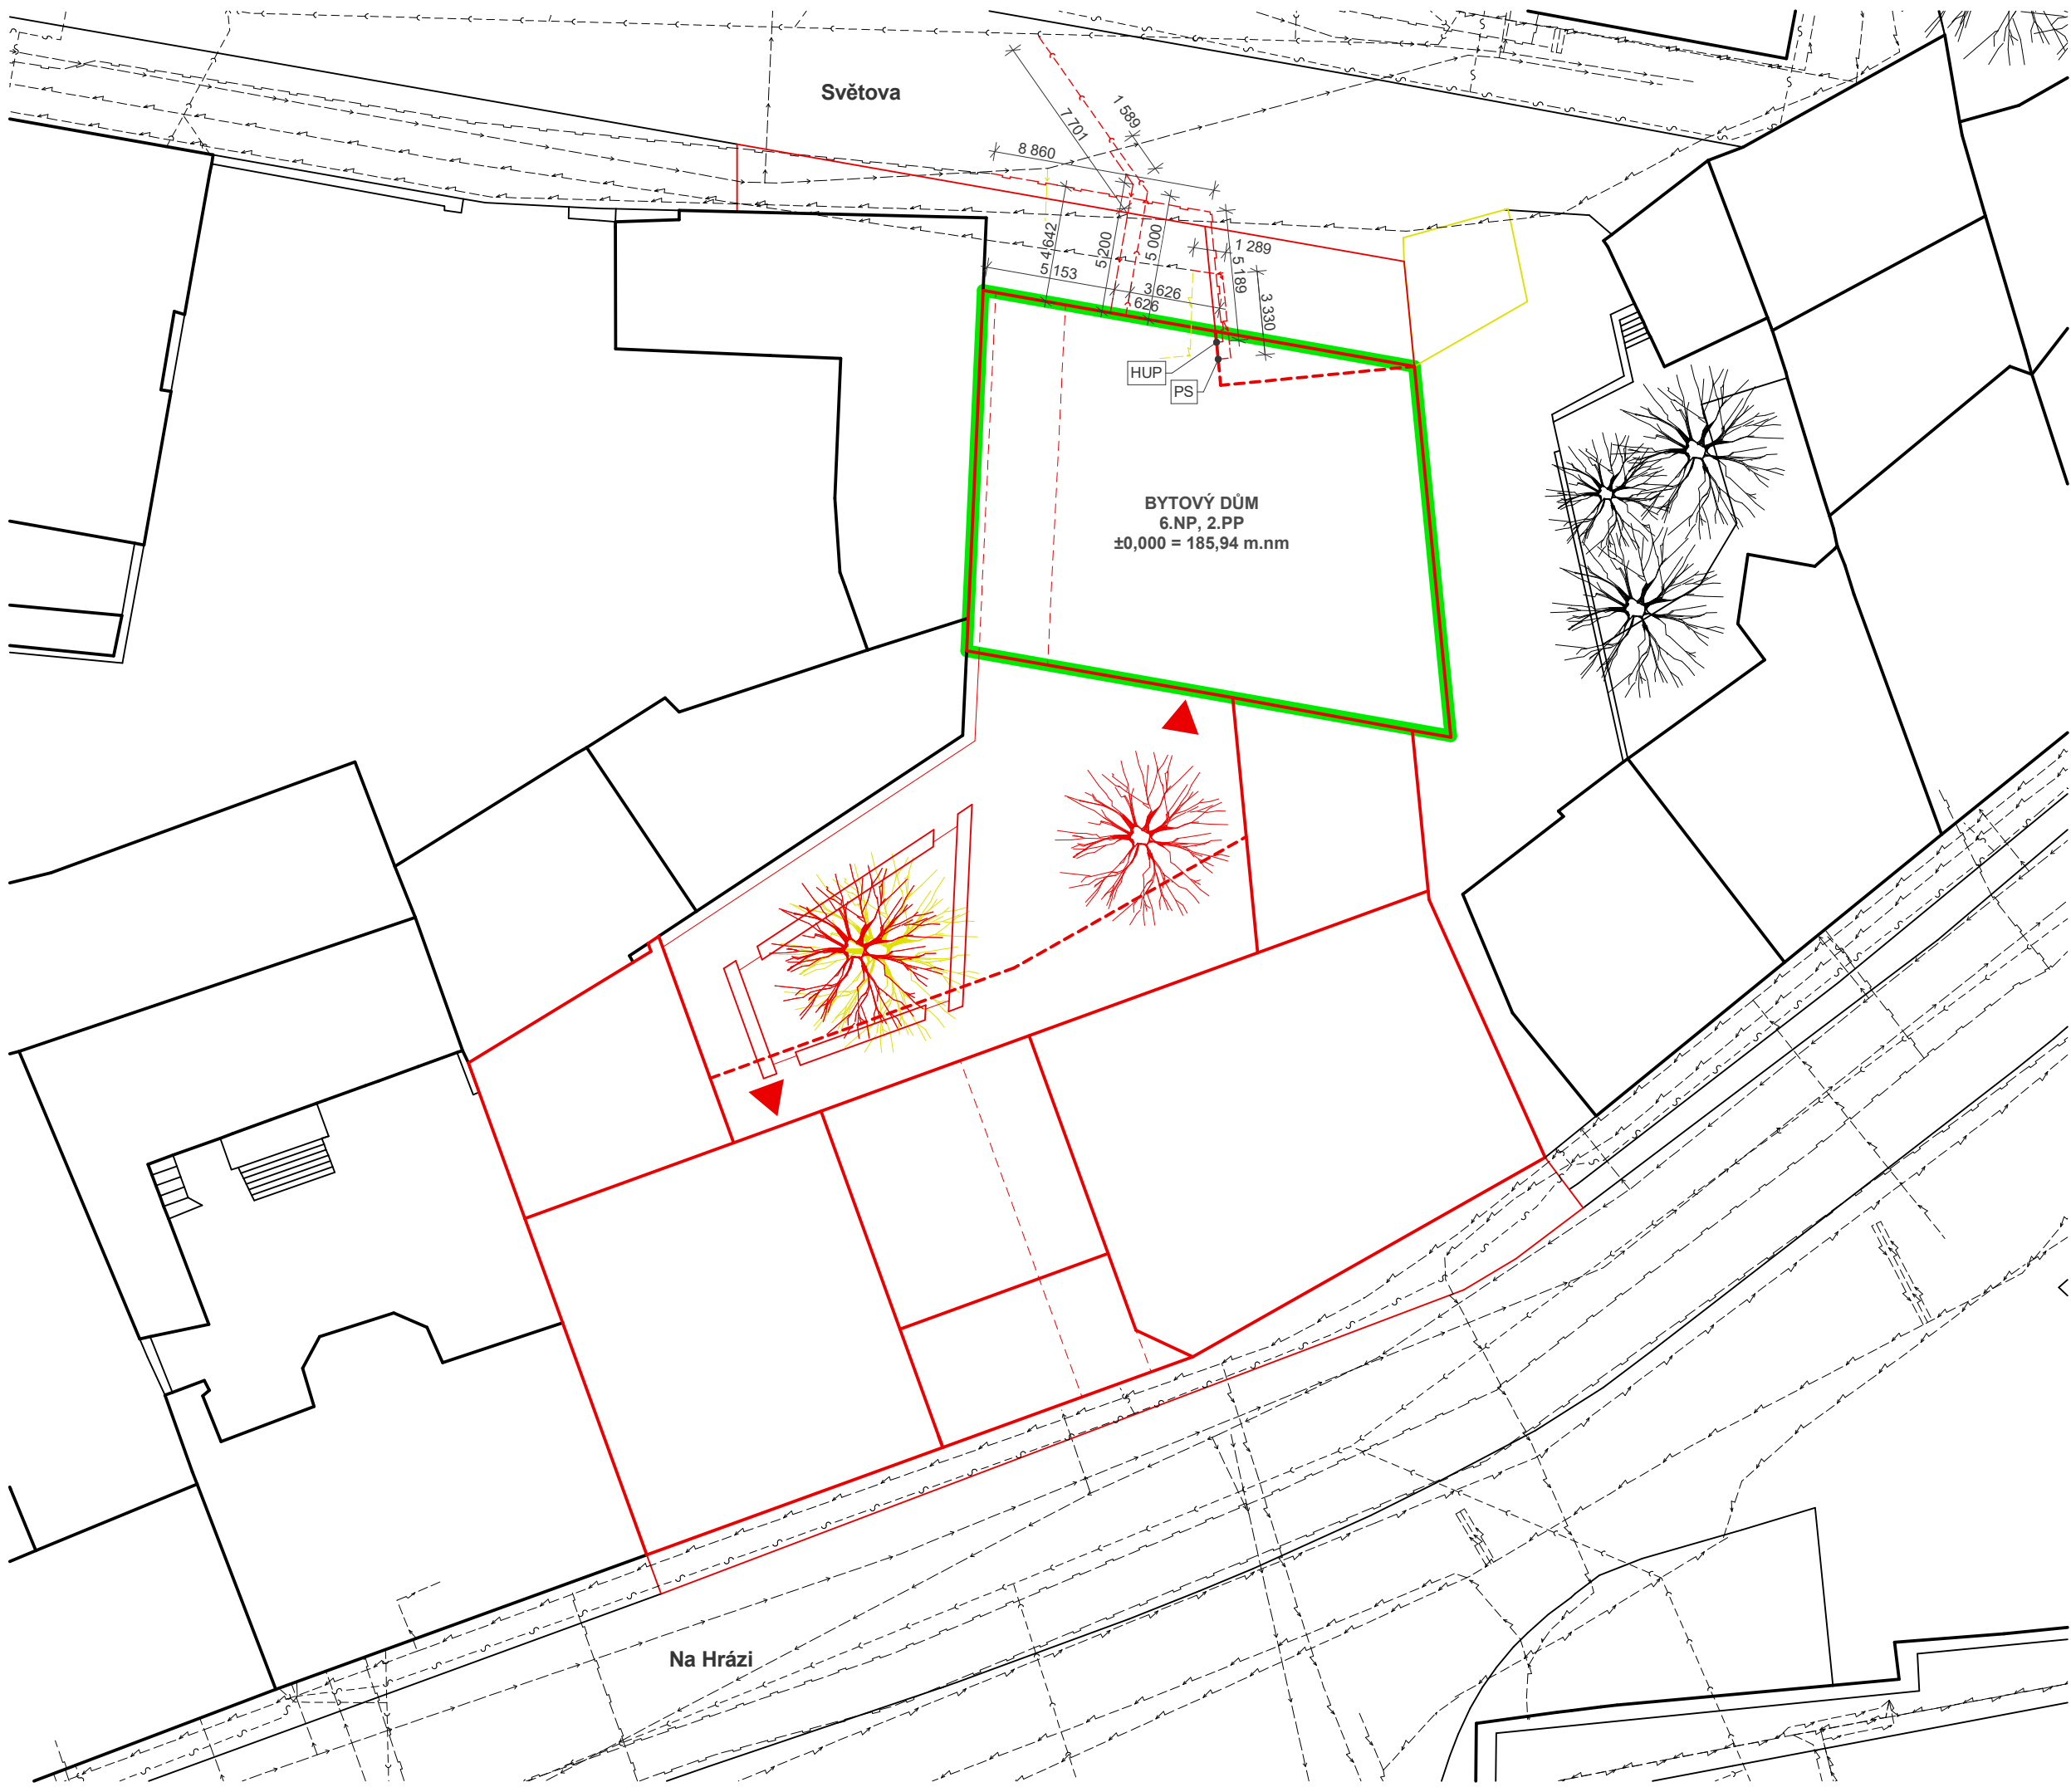 Světova
1 589
7 701
8 860
4 642
5 200
5 000
1 289
5 189
5 153
3 626
626
3 330
HUP
PS
BYTOVÝ DŮM
6.NP, 2.PP
±0,000 = 185,94 m.nm
Na Hrázi